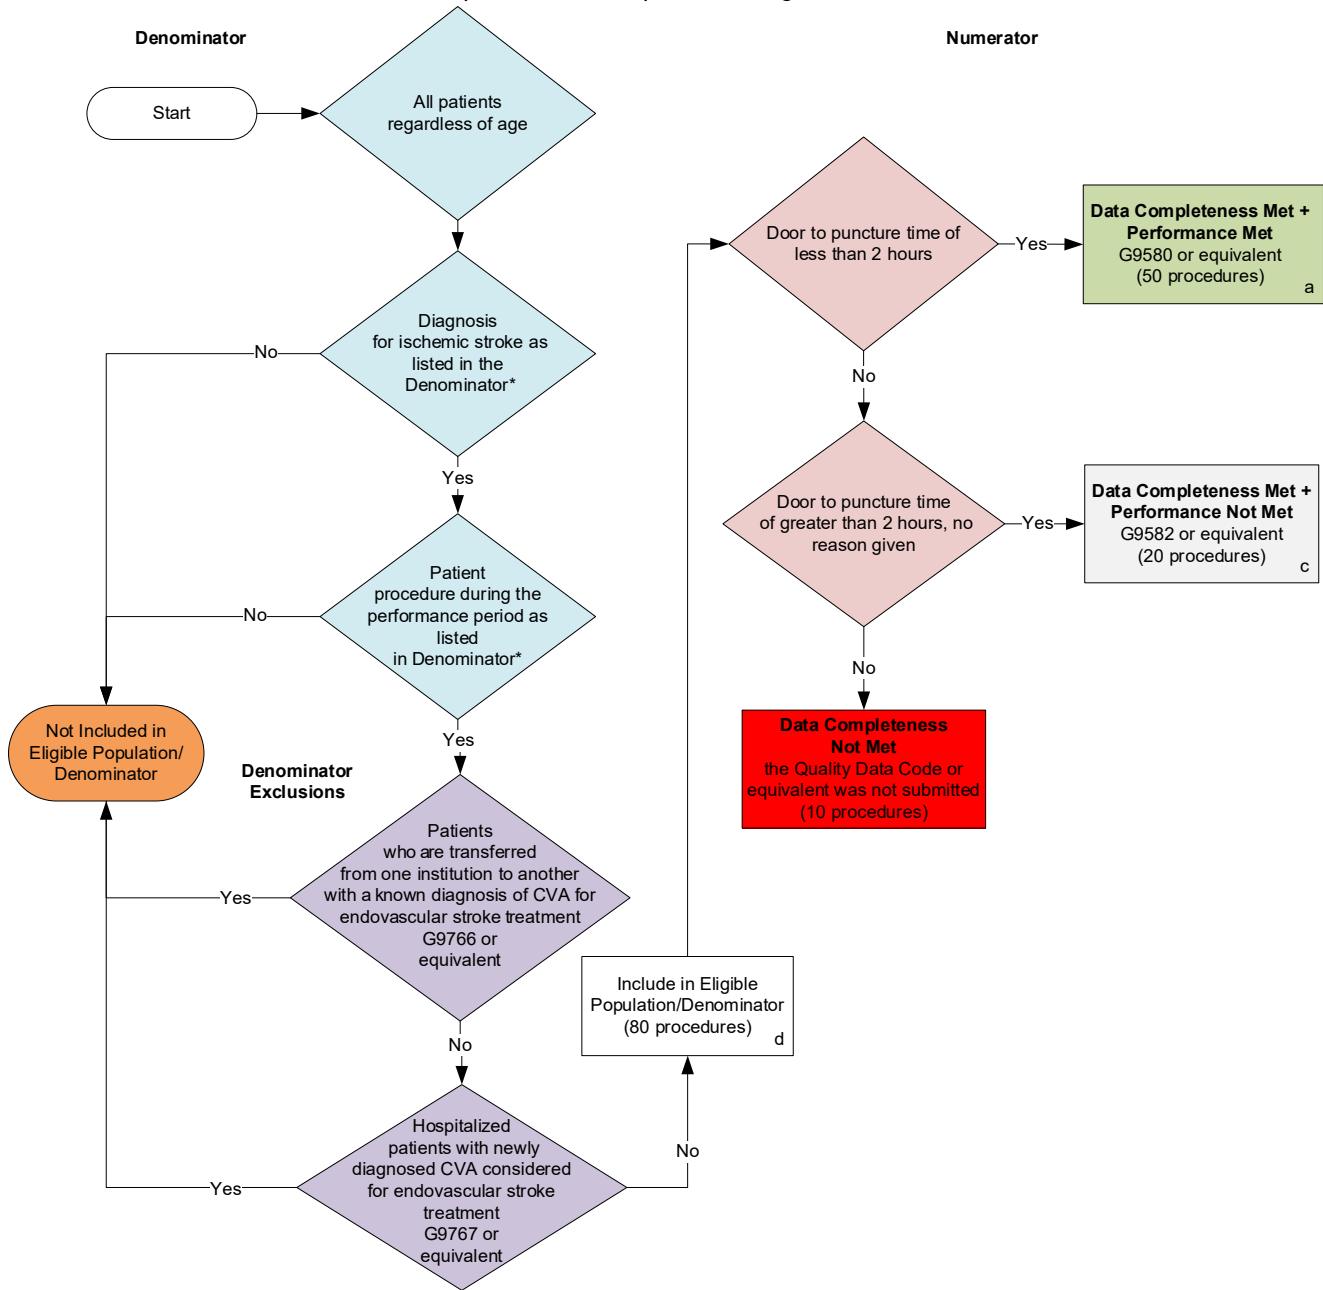 Denominator
Numerator
Start
All patients
regardless of age
Diagnosis
for ischemic stroke as
listed in the
Denominator*
No
Yes
Patient
procedure during the
performance period as
listed
in Denominator*
No
Yes
Not Included in
Eligible Population/
Denominator
Denominator
Exclusions
Patients
who are transferred
from one institution to another
with a known diagnosis of CVA for
endovascular stroke treatment
G9766 or
equivalent
Yes
No
Hospitalized
patients with newly
diagnosed CVA considered
for endovascular stroke
treatment
G9767 or
equivalent
Yes
No
Include in Eligible
Population/Denominator
(80 procedures)
d
Door to puncture time of
less than 2 hours
Yes
Data Completeness Met +
Performance Met
G9580 or equivalent
(50 procedures)
a
No
Door to puncture time
of greater than 2 hours, no
reason given
Yes
Data Completeness Met +
Performance Not Met
G9582 or equivalent
(20 procedures)
c
No
Data Completeness
Not Met
the Quality Data Code or
equivalent was not submitted
(10 procedures)